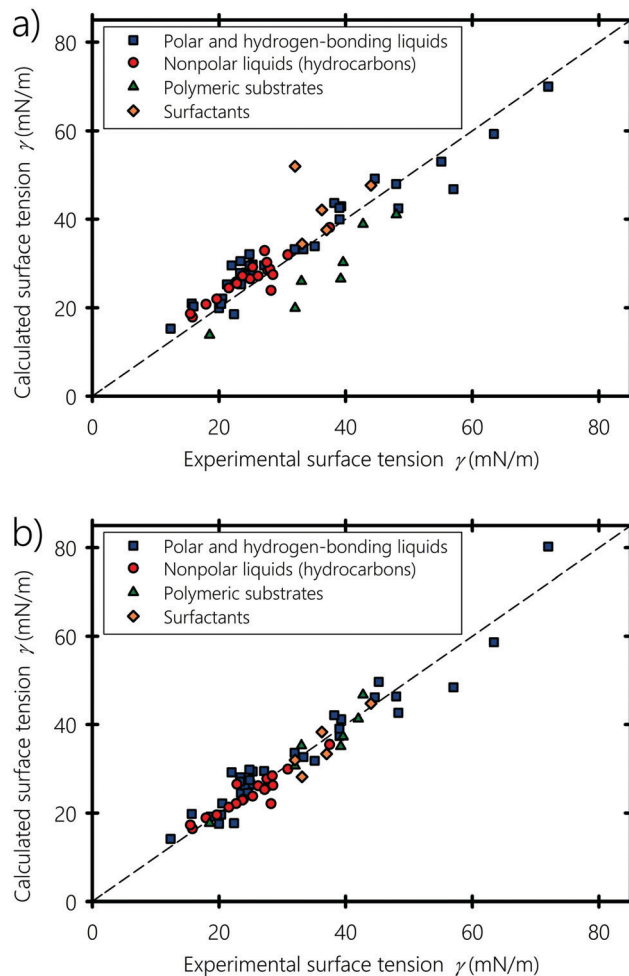 a)
80
60
40
20
0
Calculated surface tension γ (mN/m)
Polar and hydrogen-bonding liquids
Nonpolar liquids (hydrocarbons)
Polymeric substrates
Surfactants
0 20 40 60 80
Experimental surface tension γ (mN/m)
b)
80
60
40
20
0
Calculated surface tension γ (mN/m)
Polar and hydrogen-bonding liquids
Nonpolar liquids (hydrocarbons)
Polymeric substrates
Surfactants
0 20 40 60 80
Experimental surface tension γ (mN/m)